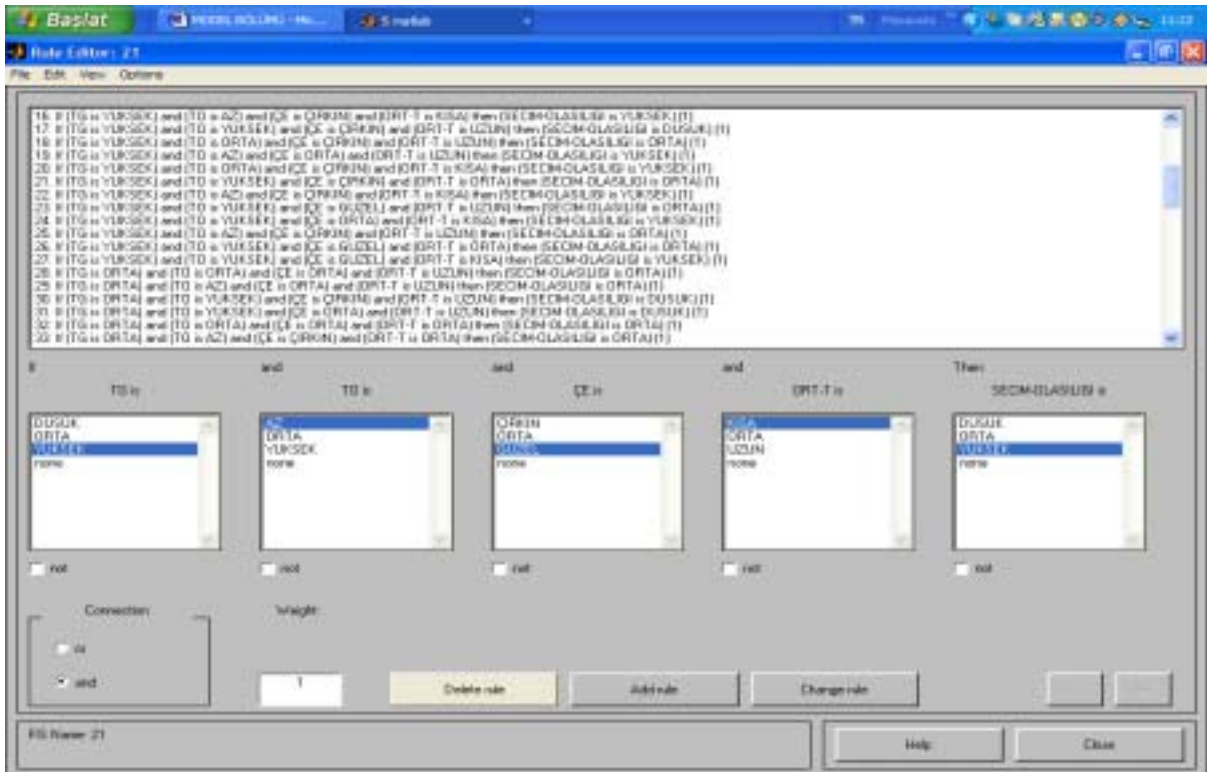 Başlat
MODEL BÖLÜMÜ - 
Rule Editor: 21
File Edit View Options
16. If (TG is YUKSEK) and (TO is AZ) and (ÇE is ÇIRKIN) and (ORT-T is KISA) then (SECIM-OLASILIGI is YUKSEK) (1)
17. If (TG is YUKSEK) and (TO is YUKSEK) and (ÇE is ÇIRKIN) and (ORT-T is UZUN) then (SECIM-OLASILIGI is DUSUK) (1)
18. If (TG is YUKSEK) and (TO is ORTA) and (ÇE is ÇIRKIN) and (ORT-T is UZUN) then (SECIM-OLASILIGI is ORTA) (1)
19. If (TG is YUKSEK) and (TO is AZ) and (ÇE is ORTA) and (ORT-T is UZUN) then (SECIM-OLASILIGI is YUKSEK) (1)
20. If (TG is YUKSEK) and (TO is ORTA) and (ÇE is ÇIRKIN) and (ORT-T is KISA) then (SECIM-OLASILIGI is YUKSEK) (1)
21. If (TG is YUKSEK) and (TO is YUKSEK) and (ÇE is ÇIRKIN) and (ORT-T is ORTA) then (SECIM-OLASILIGI is ORTA) (1)
22. If (TG is YUKSEK) and (TO is AZ) and (ÇE is ÇIRKIN) and (ORT-T is KISA) then (SECIM-OLASILIGI is YUKSEK) (1)
23. If (TG is YUKSEK) and (TO is YUKSEK) and (ÇE is GUZEL) and (ORT-T is UZUN) then (SECIM-OLASILIGI is ORTA) (1)
24. If (TG is YUKSEK) and (TO is YUKSEK) and (ÇE is ORTA) and (ORT-T is KISA) then (SECIM-OLASILIGI is YUKSEK) (1)
25. If (TG is YUKSEK) and (TO is AZ) and (ÇE is ÇIRKIN) and (ORT-T is UZUN) then (SECIM-OLASILIGI is ORTA) (1)
26. If (TG is YUKSEK) and (TO is YUKSEK) and (ÇE is GUZEL) and (ORT-T is ORTA) then (SECIM-OLASILIGI is ORTA) (1)
27. If (TG is YUKSEK) and (TO is YUKSEK) and (ÇE is GUZEL) and (ORT-T is KISA) then (SECIM-OLASILIGI is YUKSEK) (1)
28. If (TG is ORTA) and (TO is ORTA) and (ÇE is ORTA) and (ORT-T is UZUN) then (SECIM-OLASILIGI is ORTA) (1)
29. If (TG is ORTA) and (TO is AZ) and (ÇE is ORTA) and (ORT-T is UZUN) then (SECIM-OLASILIGI is ORTA) (1)
30. If (TG is ORTA) and (TO is YUKSEK) and (ÇE is ÇIRKIN) and (ORT-T is UZUN) then (SECIM-OLASILIGI is DUSUK) (1)
31. If (TG is ORTA) and (TO is YUKSEK) and (ÇE is ORTA) and (ORT-T is UZUN) then (SECIM-OLASILIGI is DUSUK) (1)
32. If (TG is ORTA) and (TO is ORTA) and (ÇE is ORTA) and (ORT-T is ORTA) then (SECIM-OLASILIGI is ORTA) (1)
33. If (TG is ORTA) and (TO is AZ) and (ÇE is ÇIRKIN) and (ORT-T is ORTA) then (SECIM-OLASILIGI is ORTA) (1)
If and and and Then
TG is TO is ÇE is ORT-T is SECIM-OLASILIGI is
DUSUK AZ ÇIRKIN KISA DUSUK
ORTA ORTA ORTA ORTA ORTA
YUKSEK YUKSEK GUZEL UZUN YUKSEK
none none none none none
not not not not not
Connection Weight:
or
and 1 Delete rule Add rule Change rule
FIS Name: 21 Help Close